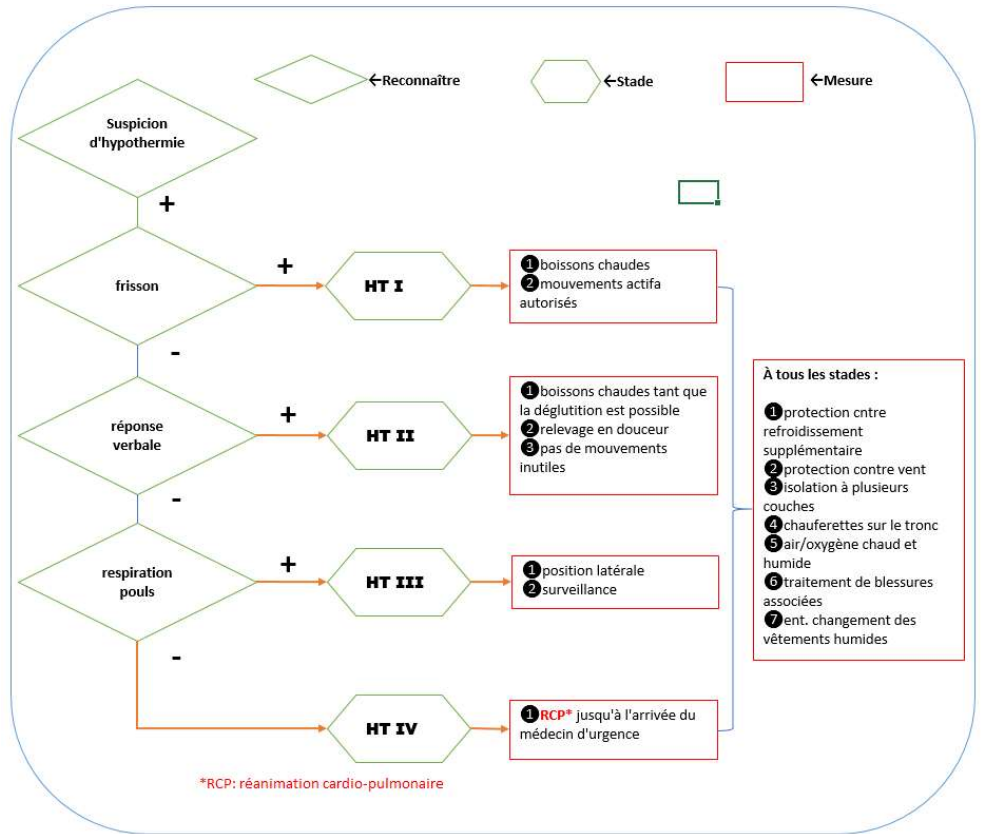 ←Reconnaître
←Stade
←Mesure
Suspicion
d'hypothermie
+
frisson
+
HT I
❶boissons chaudes
❷mouvements actifa
autorisés
-
réponse
verbale
+
HT II
❶boissons chaudes tant que
la déglutition est possible
❷relevage en douceur
❸pas de mouvements
inutiles
-
respiration
pouls
+
HT III
❶position latérale
❷surveillance
-
HT IV
❶RCP* jusqu'à l'arrivée du
médecin d'urgence
À tous les stades :
❶protection cntre
refroidissement
supplémentaire
❷protection contre vent
❸isolation à plusieurs
couches
❹chauferettes sur le tronc
❺air/oxygène chaud et
humide
❻traitement de blessures
associées
❼ent. changement des
vêtements humides
*RCP: réanimation cardio-pulmonaire